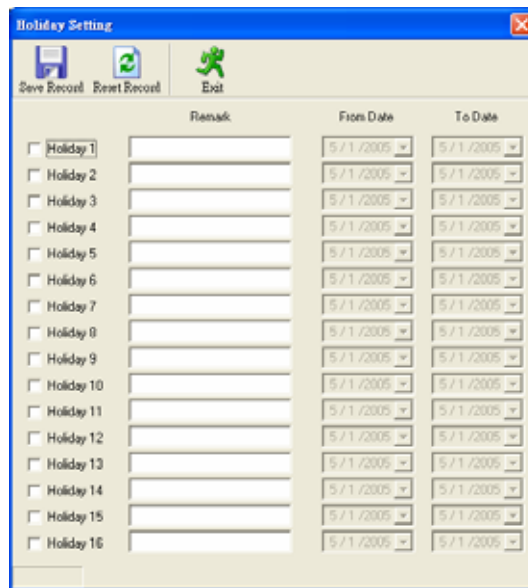 Holiday Setting
Save Record Reset Record Exit
Remark From Date To Date
Holiday 1 5 / 1 /2005 5 / 1 /2005
Holiday 2 5 / 1 /2005 5 / 1 /2005
Holiday 3 5 / 1 /2005 5 / 1 /2005
Holiday 4 5 / 1 /2005 5 / 1 /2005
Holiday 5 5 / 1 /2005 5 / 1 /2005
Holiday 6 5 / 1 /2005 5 / 1 /2005
Holiday 7 5 / 1 /2005 5 / 1 /2005
Holiday 8 5 / 1 /2005 5 / 1 /2005
Holiday 9 5 / 1 /2005 5 / 1 /2005
Holiday 10 5 / 1 /2005 5 / 1 /2005
Holiday 11 5 / 1 /2005 5 / 1 /2005
Holiday 12 5 / 1 /2005 5 / 1 /2005
Holiday 13 5 / 1 /2005 5 / 1 /2005
Holiday 14 5 / 1 /2005 5 / 1 /2005
Holiday 15 5 / 1 /2005 5 / 1 /2005
Holiday 16 5 / 1 /2005 5 / 1 /2005